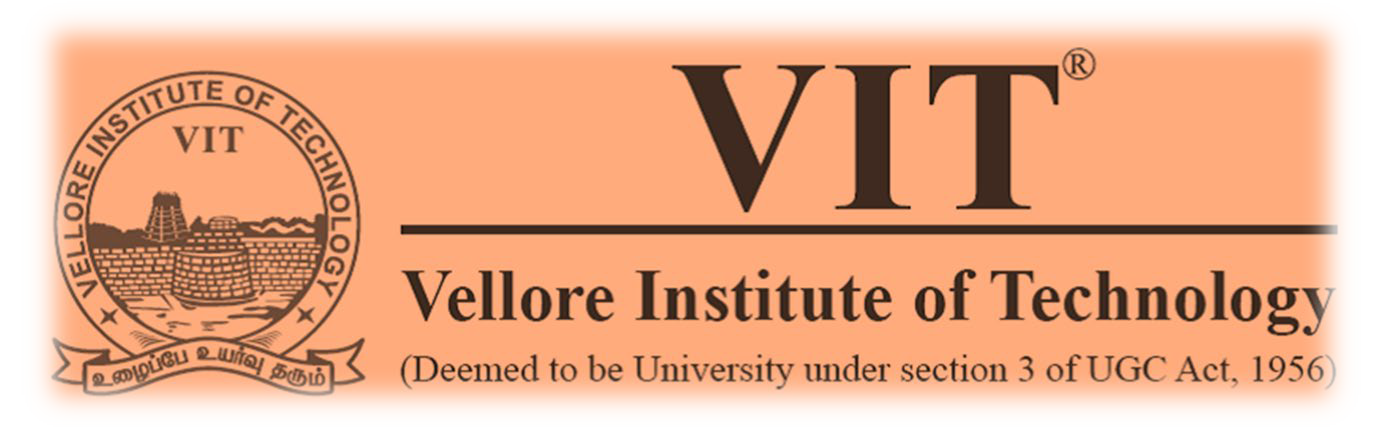 VELLORE INSTITUTE OF TECHNOLOGY
VIT
உழைப்பே உயர்வு தரும்
VIT®
Vellore Institute of Technology
(Deemed to be University under section 3 of UGC Act, 1956)